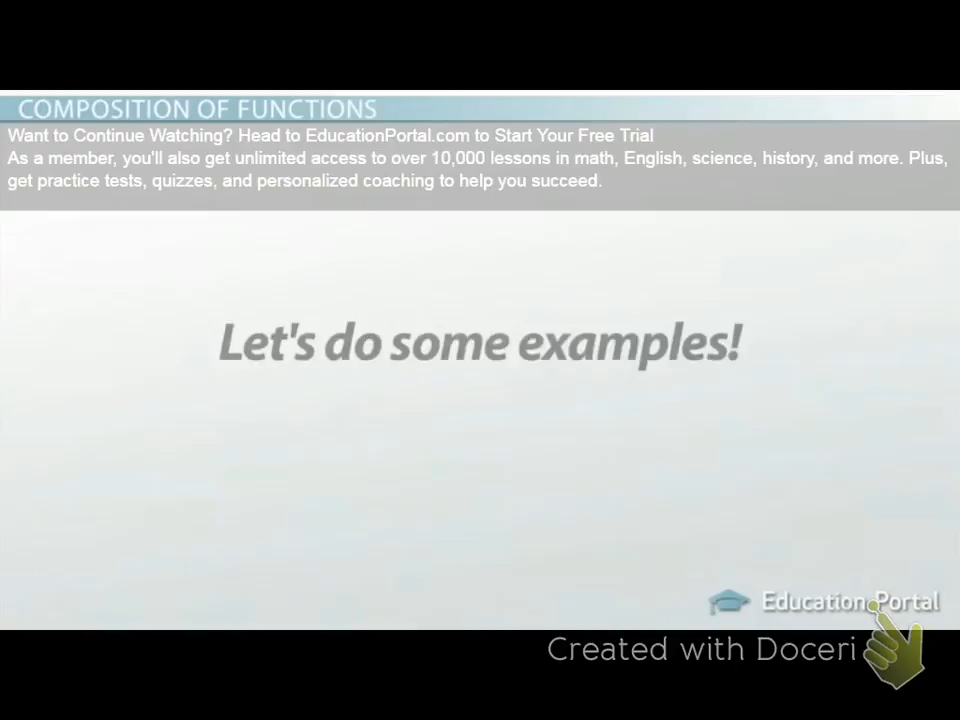 COMPOSITION OF FUNCTIONS
Want to Continue Watching? Head to EducationPortal.com to Start Your Free Trial
As a member, you'll also get unlimited access to over 10,000 lessons in math, English, science, history, and more. Plus,
get practice tests, quizzes, and personalized coaching to help you succeed.
Let's do some examples!
Education Portal
Created with Doceri